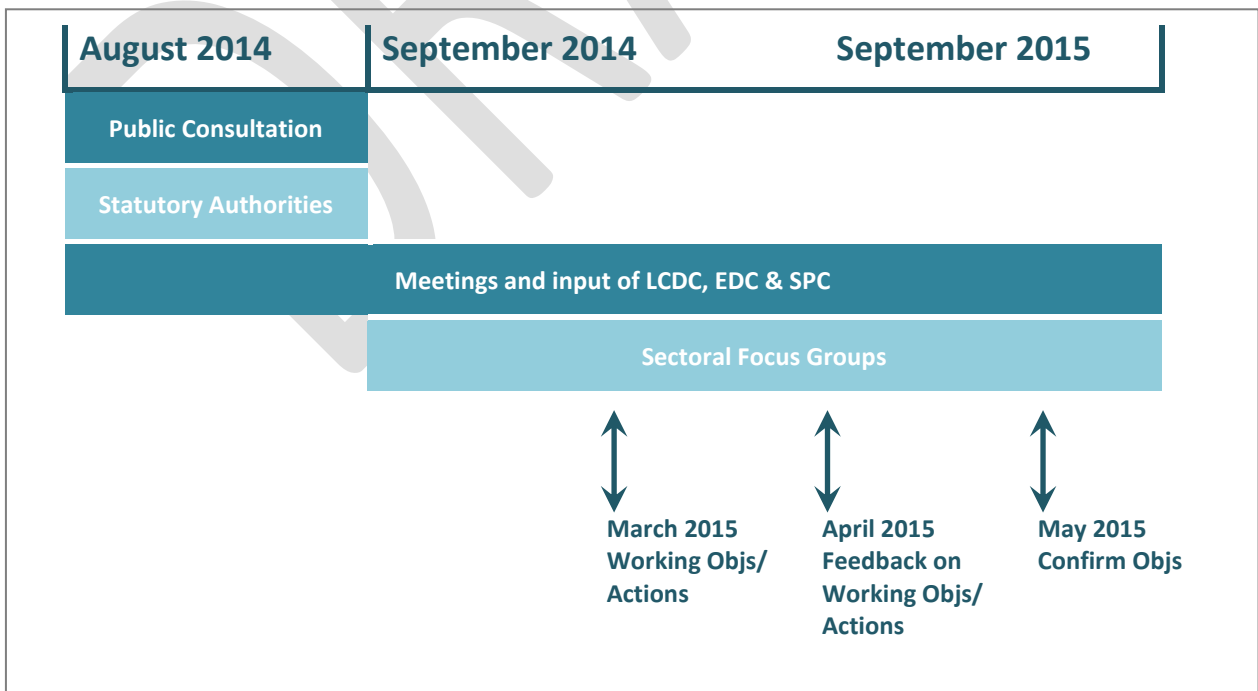 August 2014 September 2014 September 2015
Public Consultation
Statutory Authorities
Meetings and input of LCDC, EDC & SPC
Sectoral Focus Groups
March 2015
Working Objs/
Actions
April 2015
Feedback on
Working Objs/
Actions
May 2015
Confirm Objs